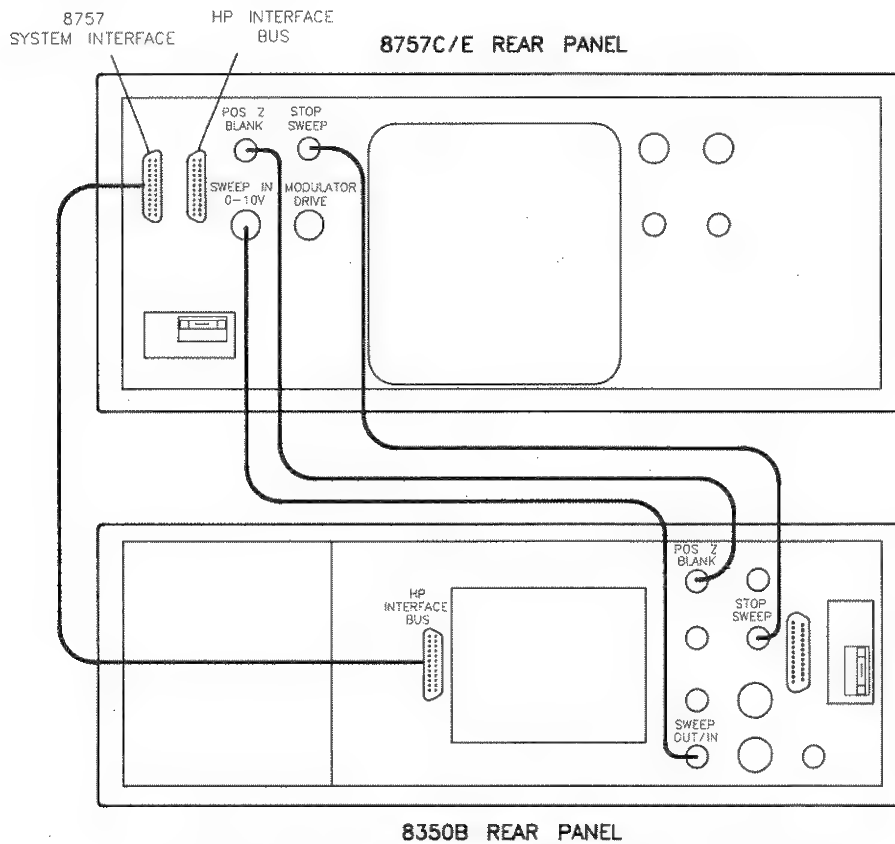 8757
SYSTEM INTERFACE
HP INTERFACE
BUS
8757C/E REAR PANEL
POS Z
BLANK
STOP
SWEEP
SWEEP IN
0-10V
MODULATOR
DRIVE
POS Z
BLANK
HP
INTERFACE
BUS
STOP
SWEEP
SWEEP
OUT/IN
8350B REAR PANEL